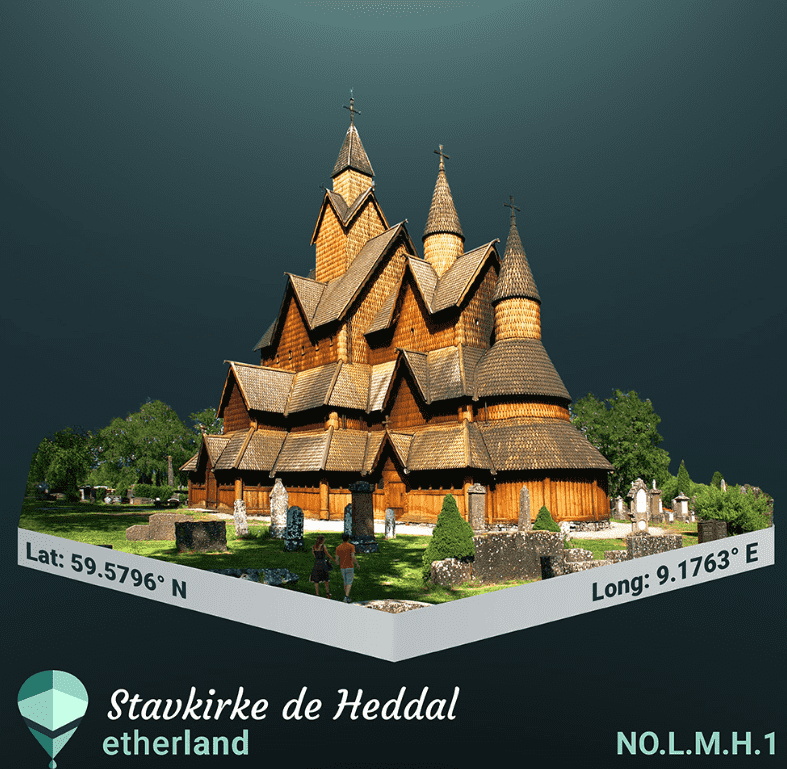 Lat: 59.5796° N
Long: 9.1763° E
Stavkirke de Heddal
etherland
NO.L.M.H.1